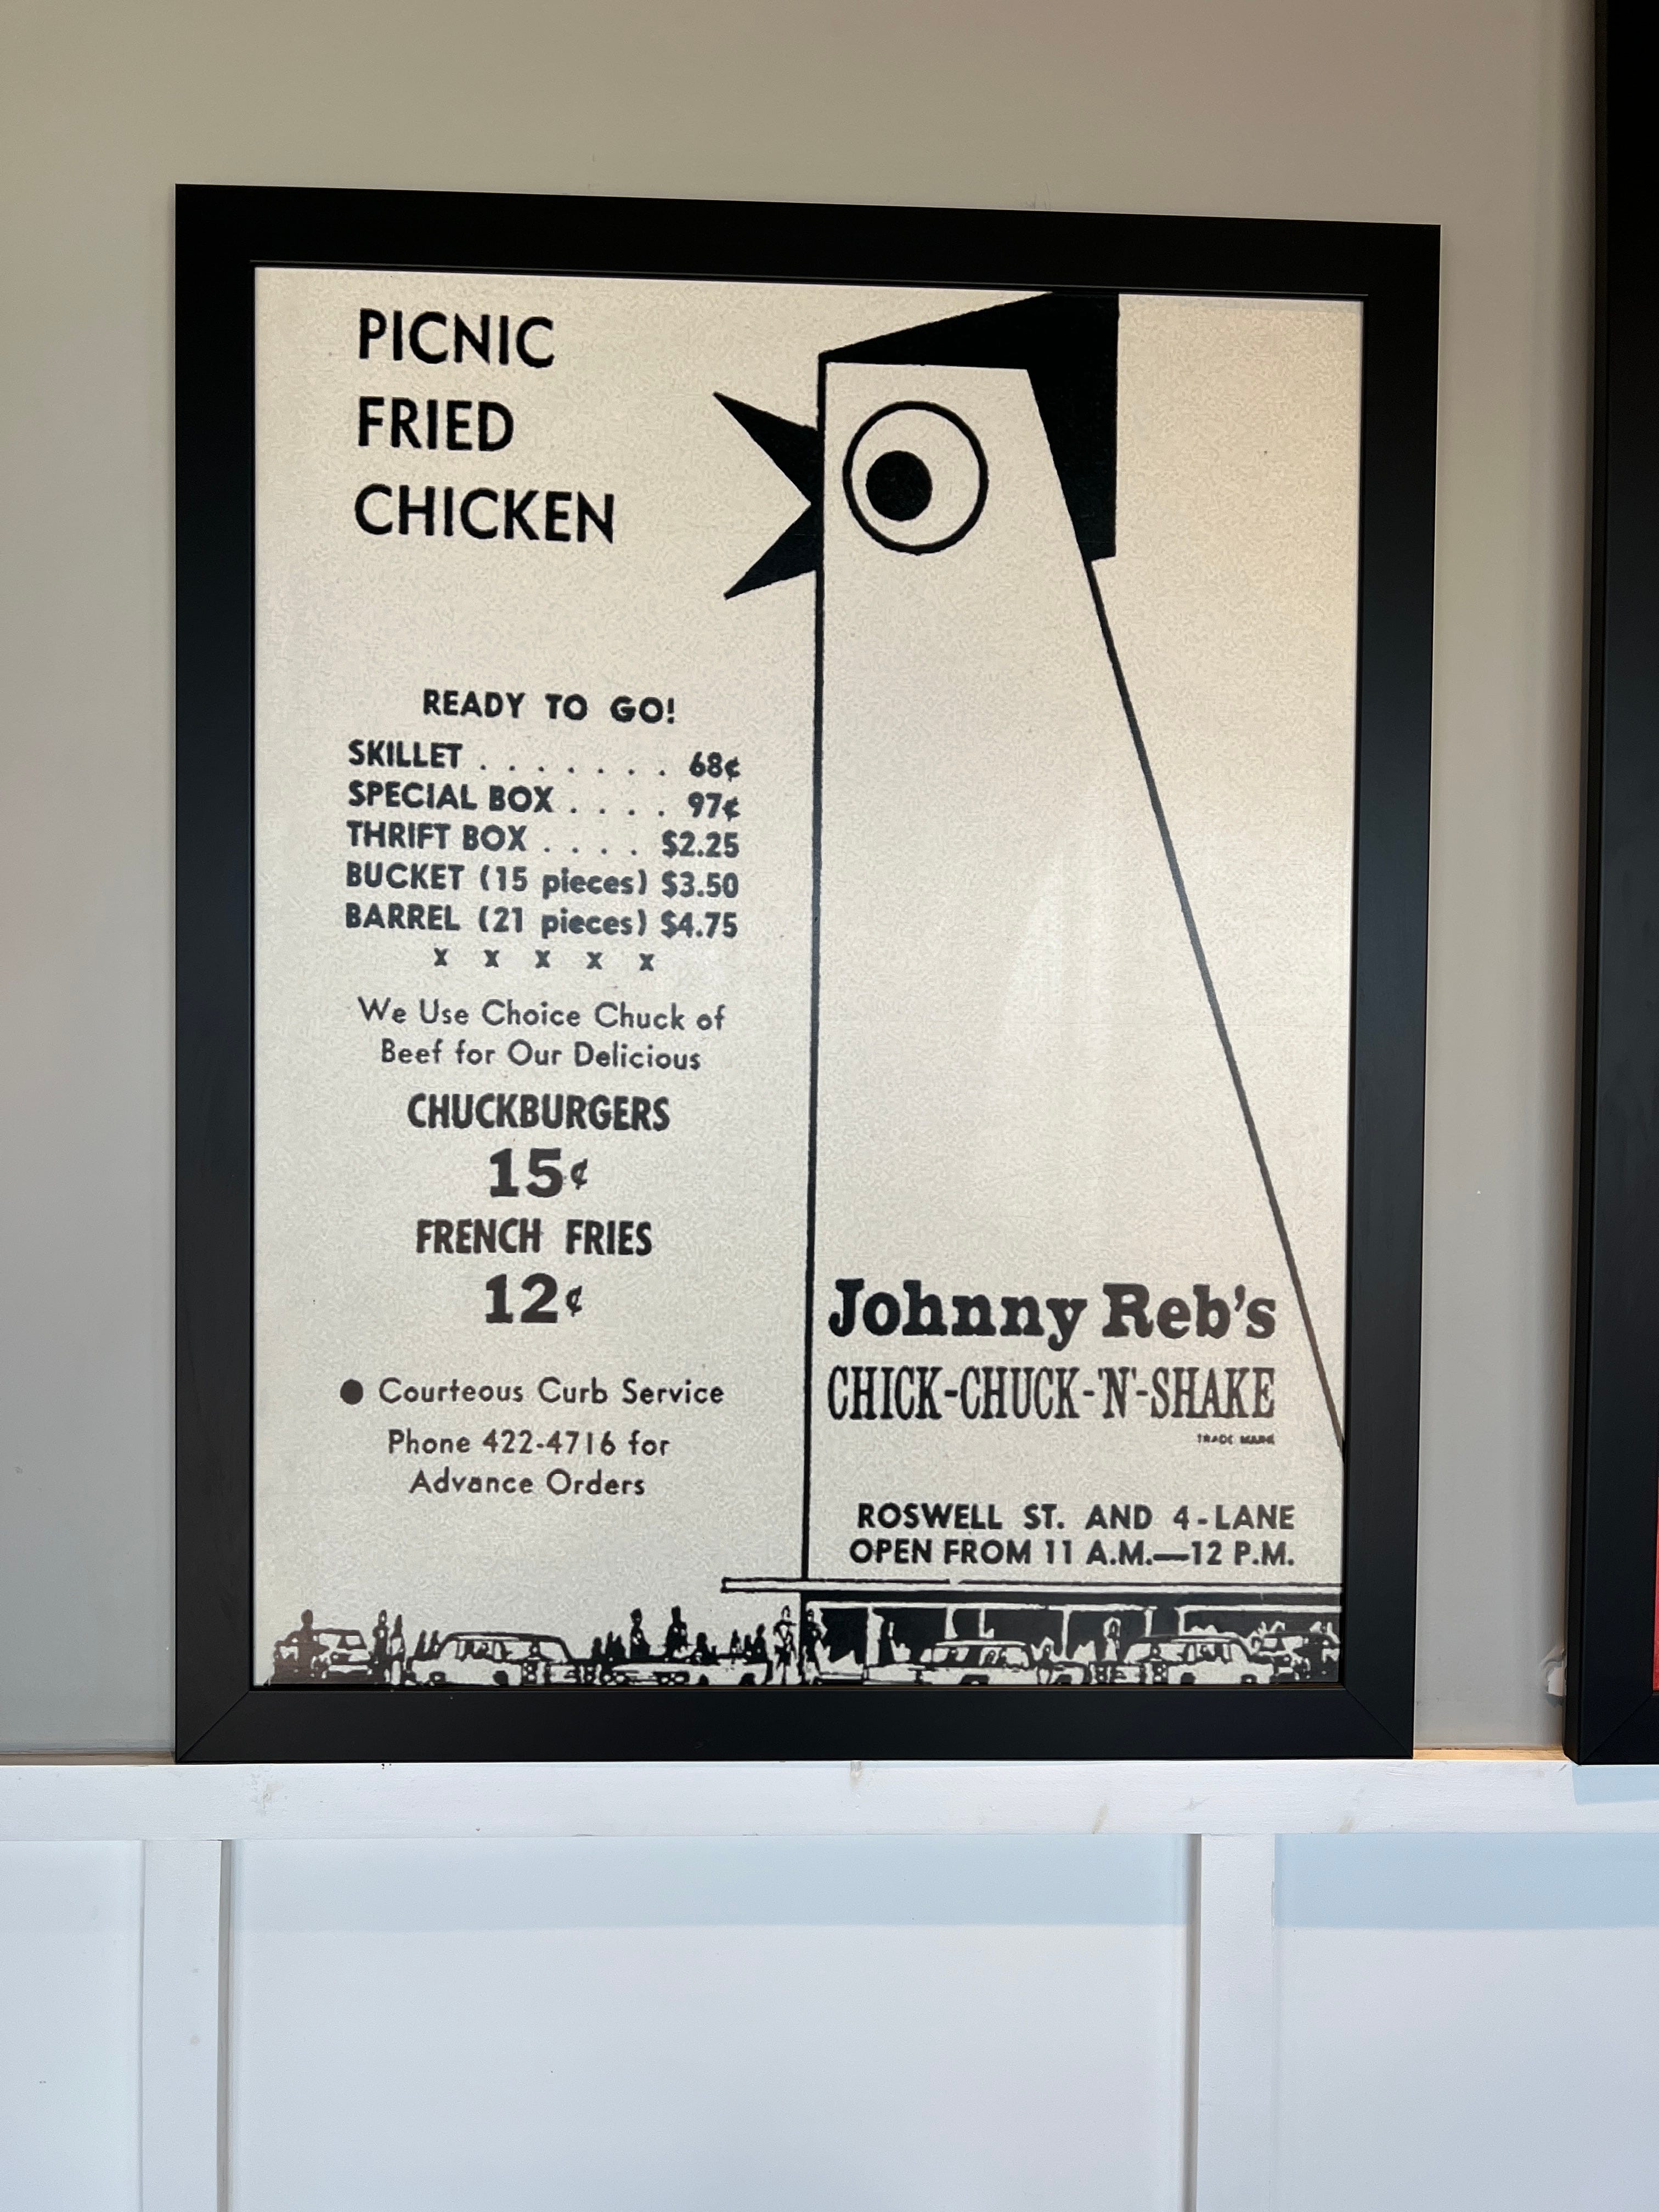 PICNIC
FRIED
CHICKEN
READY TO GO!
SKILLET . . . . . . . 68¢
SPECIAL BOX . . . . 97¢
THRIFT BOX . . . . $2.25
BUCKET (15 pieces) $3.50
BARREL (21 pieces) $4.75
x x x x x
We Use Choice Chuck of
Beef for Our Delicious
CHUCKBURGERS
15¢
FRENCH FRIES
12¢
● Courteous Curb Service
Phone 422-4716 for
Advance Orders
Johnny Reb's
CHICK-CHUCK-'N'-SHAKE
TRADE MARK
ROSWELL ST. AND 4-LANE
OPEN FROM 11 A.M.—12 P.M.